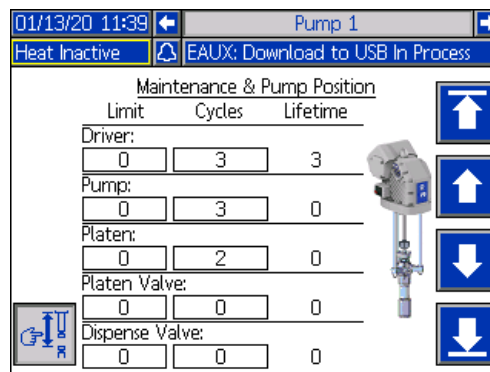 01/13/20 11:39 Pump 1
Heat Inactive EAUX: Download to USB In Process
Maintenance & Pump Position
Limit Cycles Lifetime
Driver:
0 3 3
Pump:
0 3 0
Platen:
0 2 0
Platen Valve:
0 0 0
Dispense Valve:
0 0 0